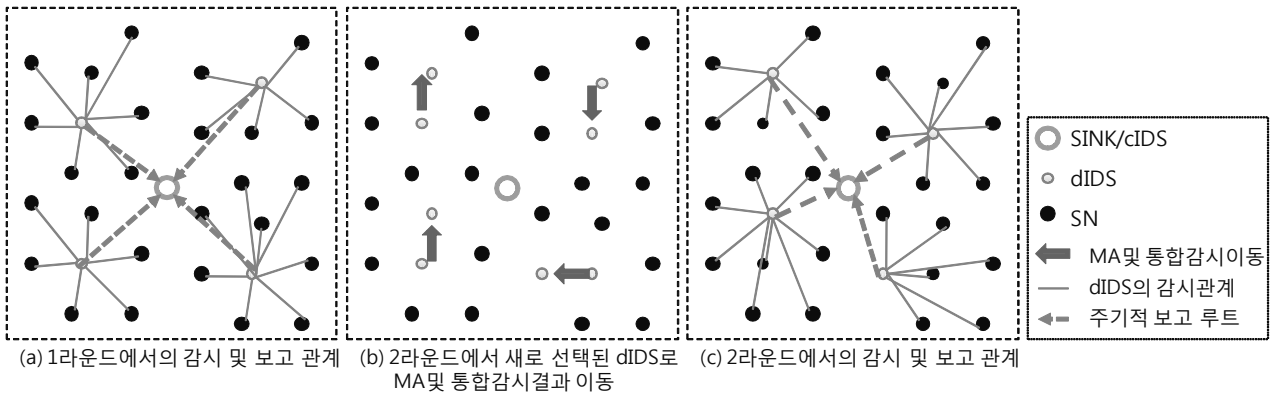 SINK/cIDS
dIDS
SN
MA및 통합감시이동
dIDS의 감시관계
주기적 보고 루트
(a) 1라운드에서의 감시 및 보고 관계
(b) 2라운드에서 새로 선택된 dIDS로
MA및 통합감시결과 이동
(c) 2라운드에서의 감시 및 보고 관계